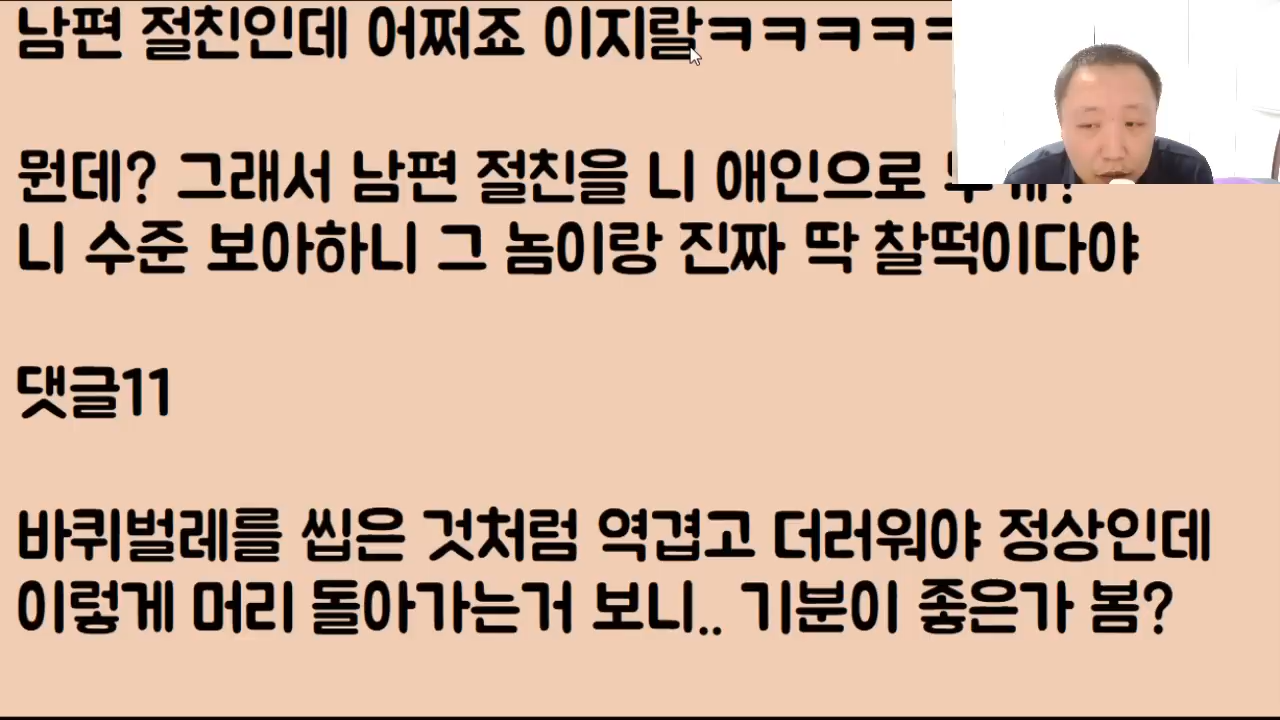 남편 절친인데 어쩌죠 이지랄ㅋㅋㅋㅋㅋ
뭔데? 그래서 남편 절친을 니 애인으로
니 수준 보아하니 그 놈이랑 진짜 딱 찰떡이다야
댓글11
바퀴벌레를 씹은 것처럼 역겹고 더러워야 정상인데
이렇게 머리 돌아가는거 보니.. 기분이 좋은가 봄?